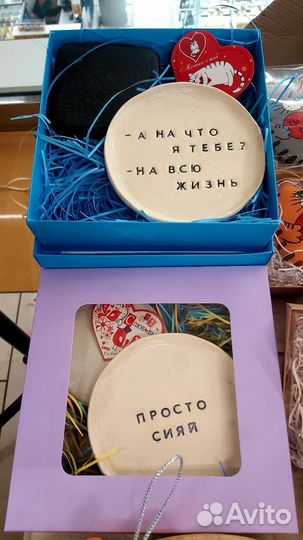 - А НА ЧТО
Я ТЕБЕ?
- НА ВСЮ
ЖИЗНЬ
ПРОСТО
СИЯЙ
Avito